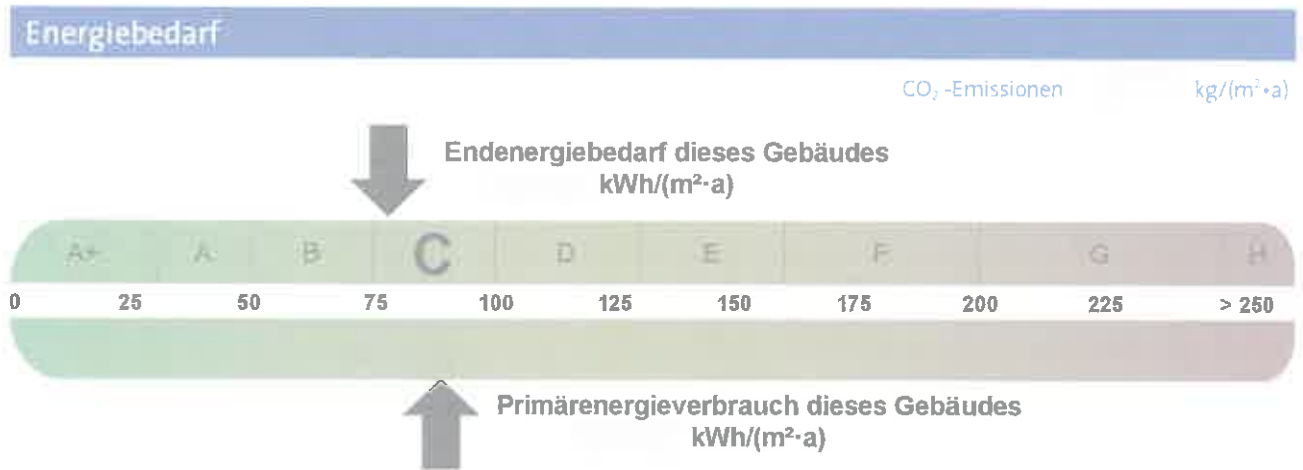 Energiebedarf
CO₂ -Emissionen kg/(m²•a)
Endenergiebedarf dieses Gebäudes
kWh/(m²·a)
A+ A B C D E F G H
0 25 50 75 100 125 150 175 200 225 > 250
Primärenergieverbrauch dieses Gebäudes
kWh/(m²·a)